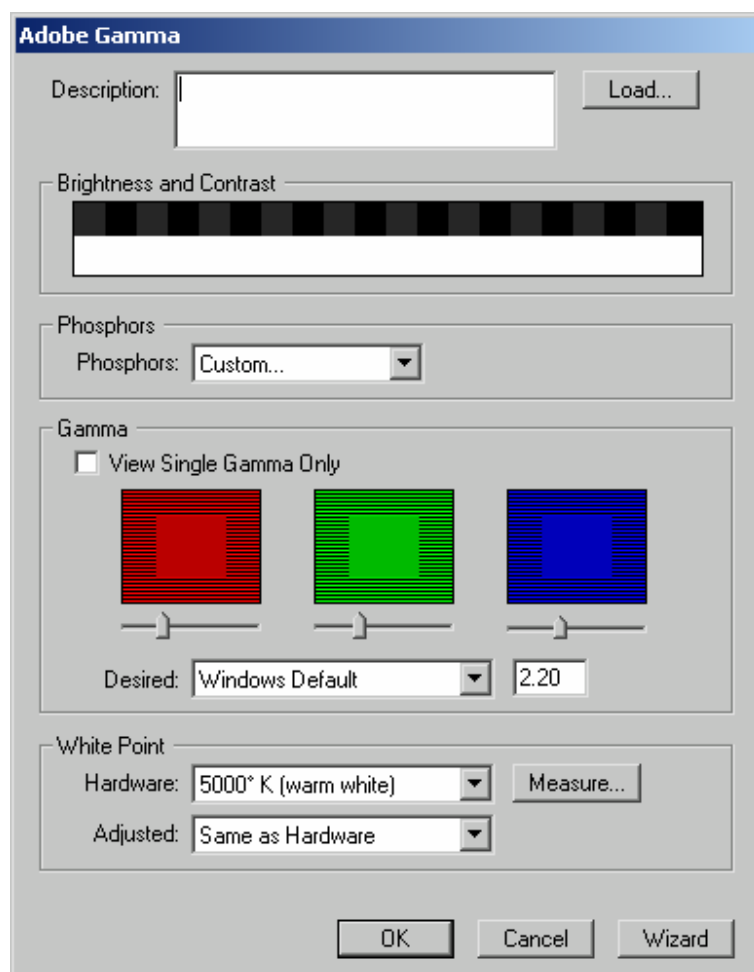 Adobe Gamma
Description:
Load...
Brightness and Contrast
Phosphors
Phosphors: Custom...
Gamma
View Single Gamma Only
Desired: Windows Default 2.20
White Point
Hardware: 5000° K (warm white) Measure...
Adjusted: Same as Hardware
OK Cancel Wizard